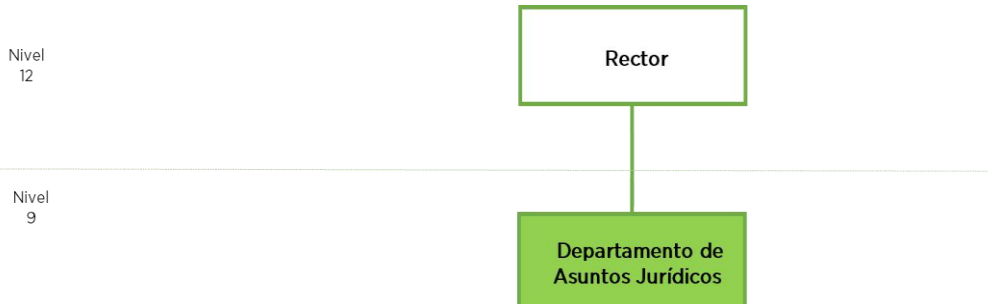 Nivel
12
Rector
Nivel
9
Departamento de
Asuntos Jurídicos